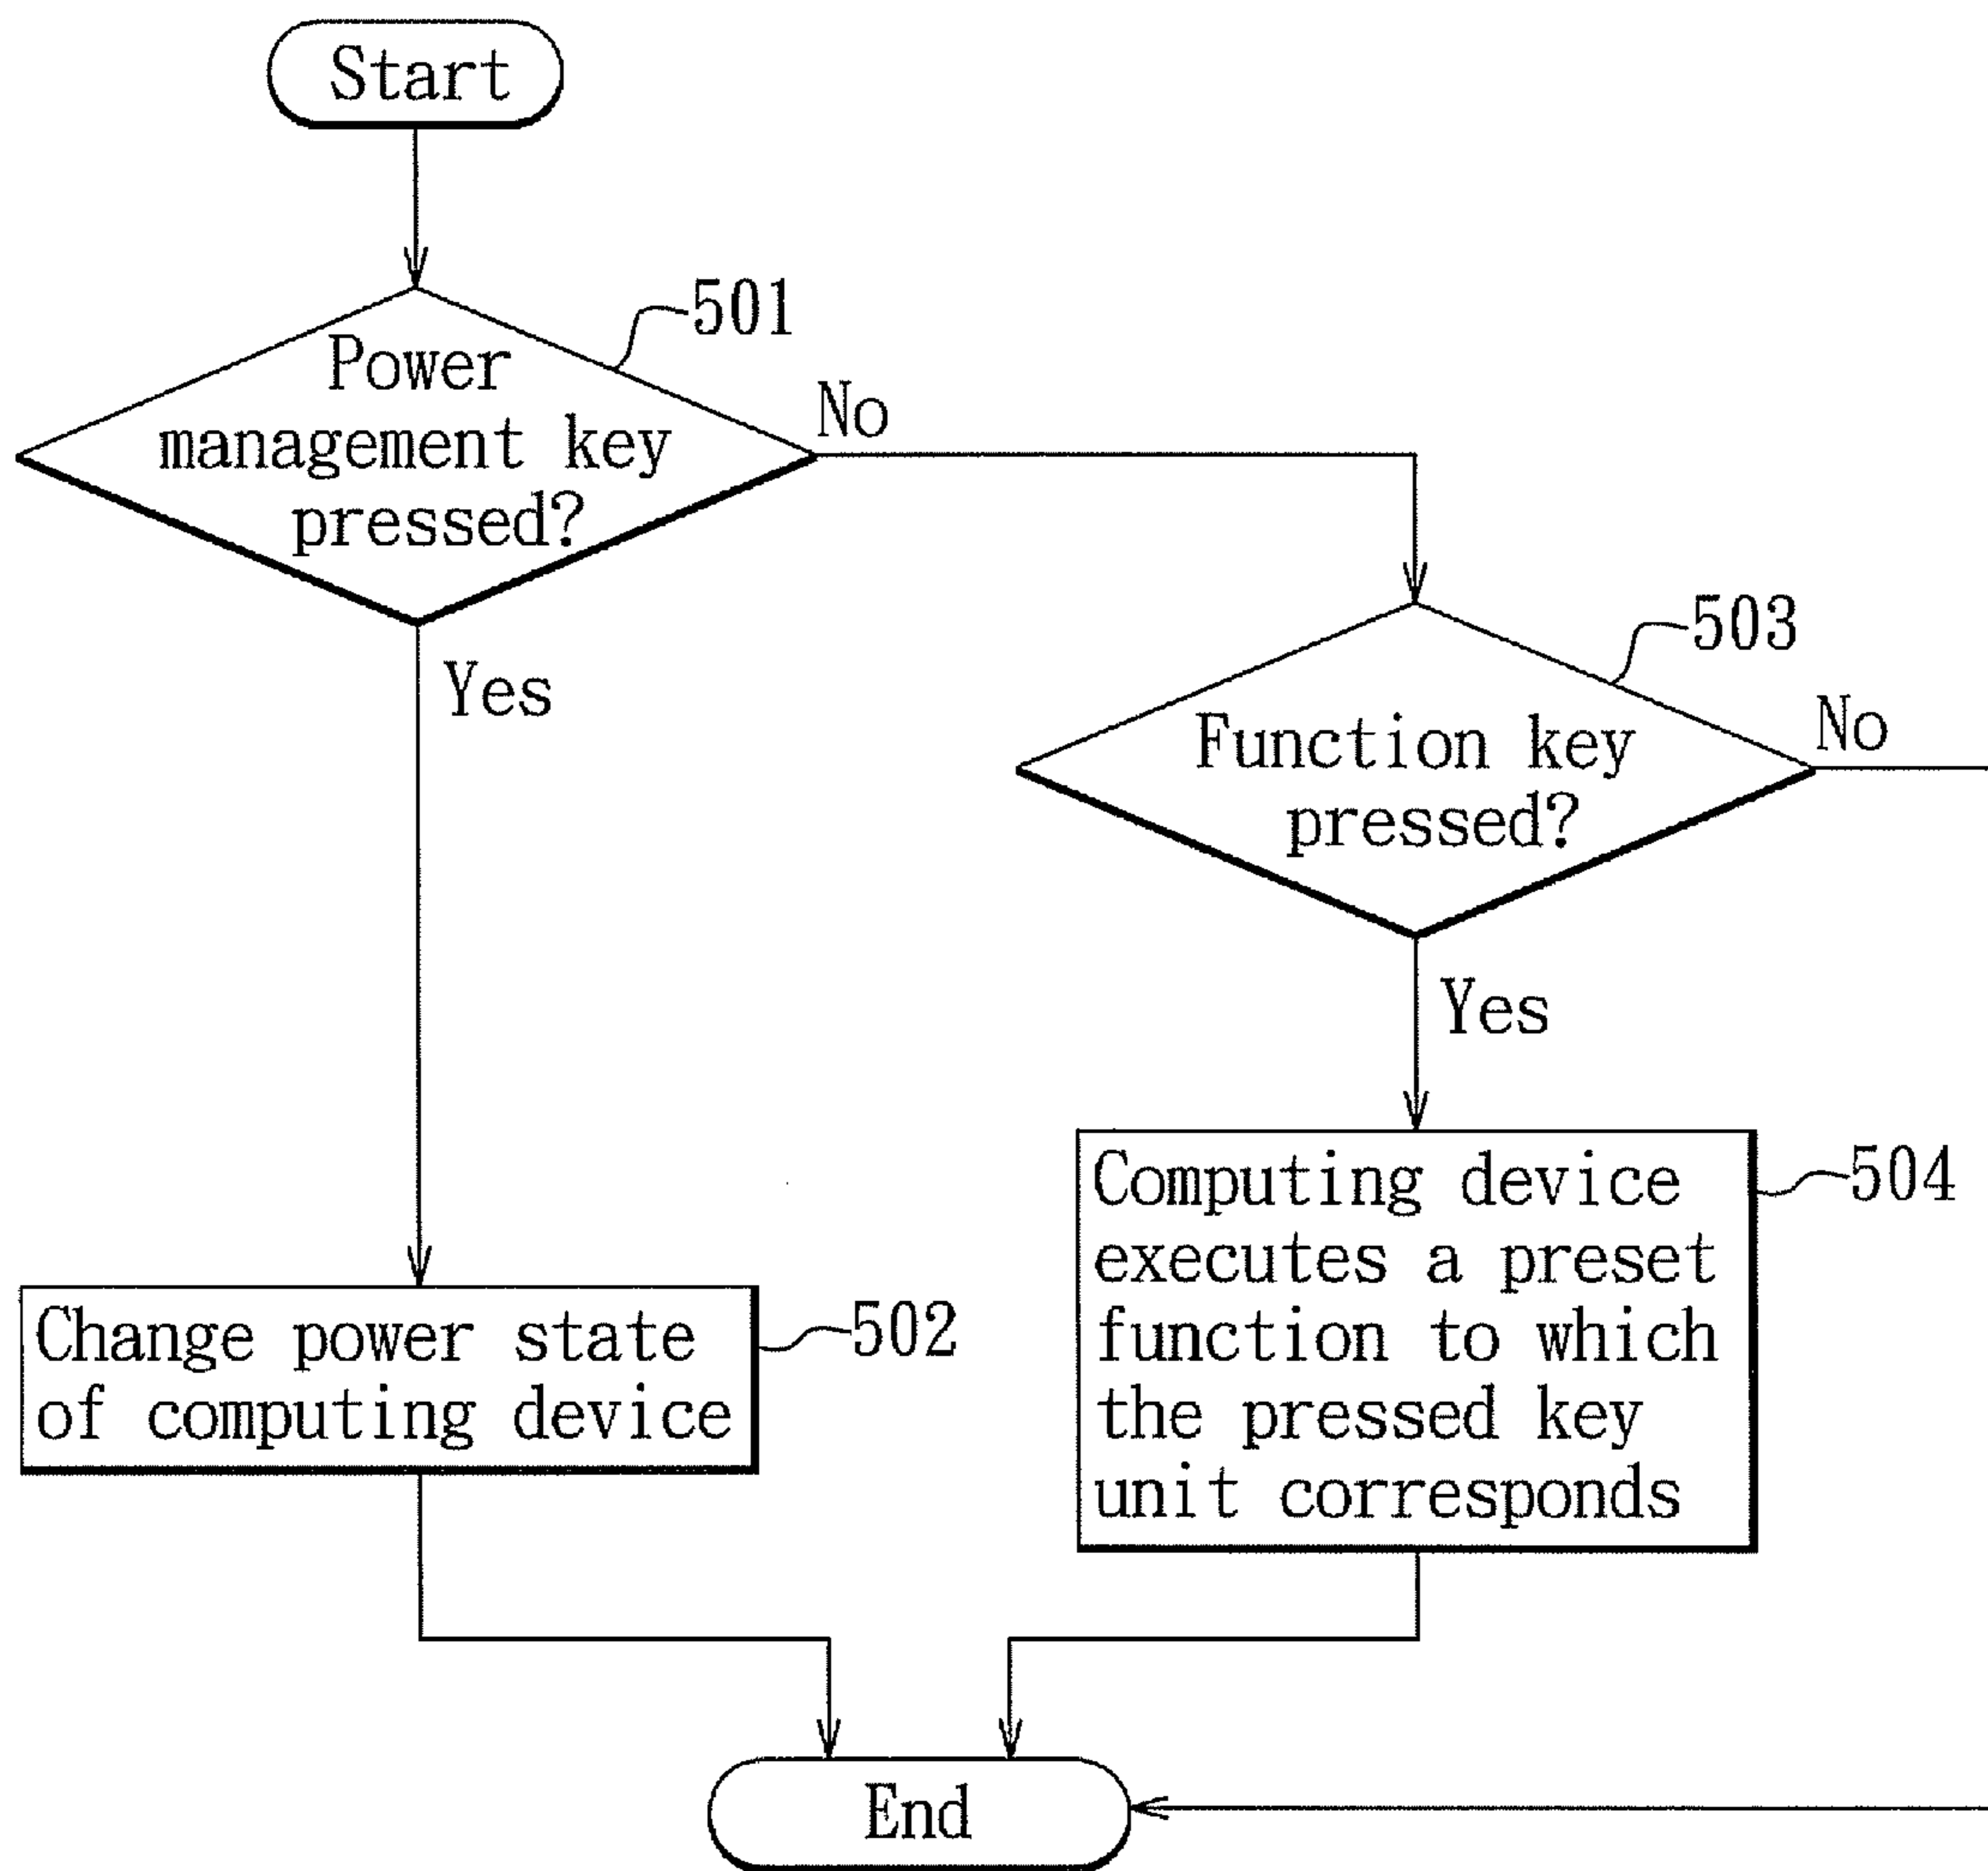 Start
501
Power
management key
pressed?
No
Yes
503
Function key
pressed?
No
Yes
Computing device
executes a preset
function to which
the pressed key
unit corresponds
504
Change power state
of computing device
502
End